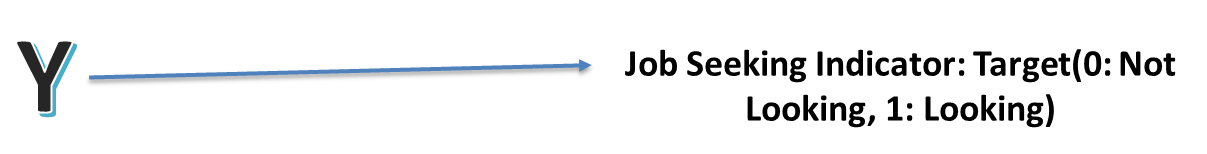 Y
Job Seeking Indicator: Target(0: Not
Looking, 1: Looking)